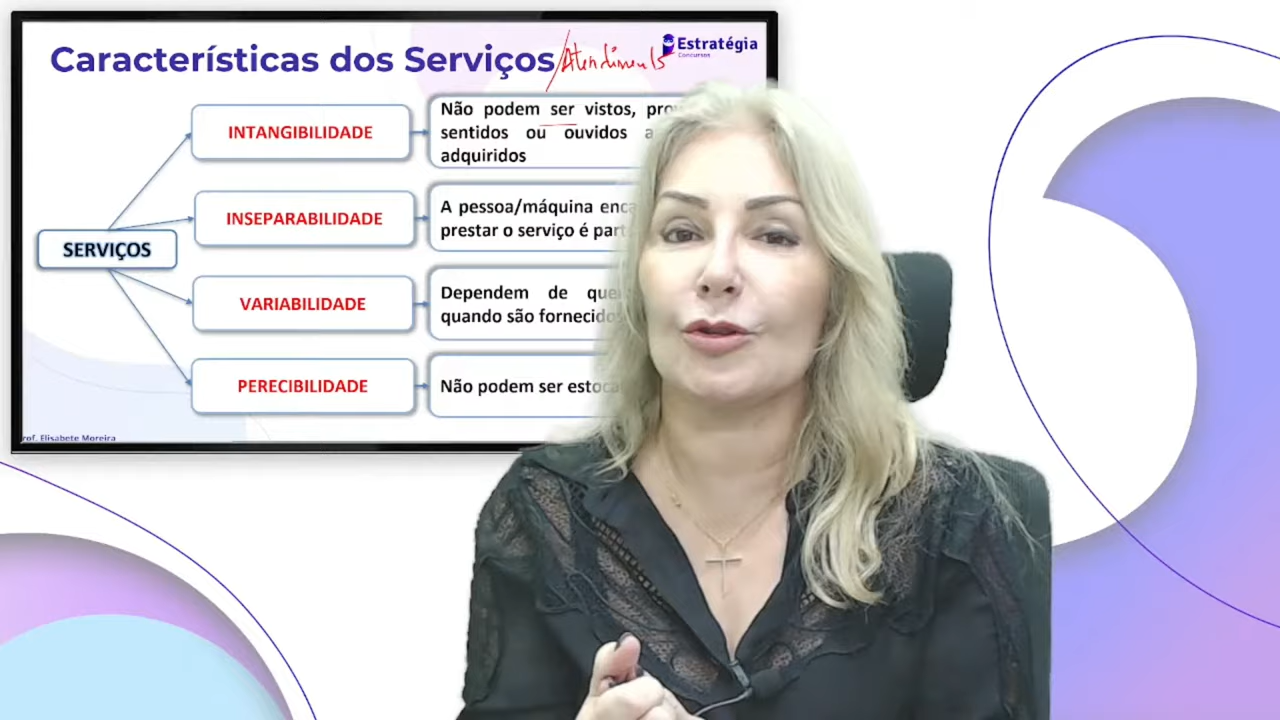 Características dos Serviços/Atendimento
Estratégia
Concursos
INTANGIBILIDADE
Não podem ser vistos,
sentidos ou ouvidos
adquiridos
INSEPARABILIDADE
A pessoa/máquina
prestar o serviço é
SERVIÇOS
VARIABILIDADE
Dependem de
quando são fornecidos
PERECIBILIDADE
Não podem ser
rof. Elisabete Moreira